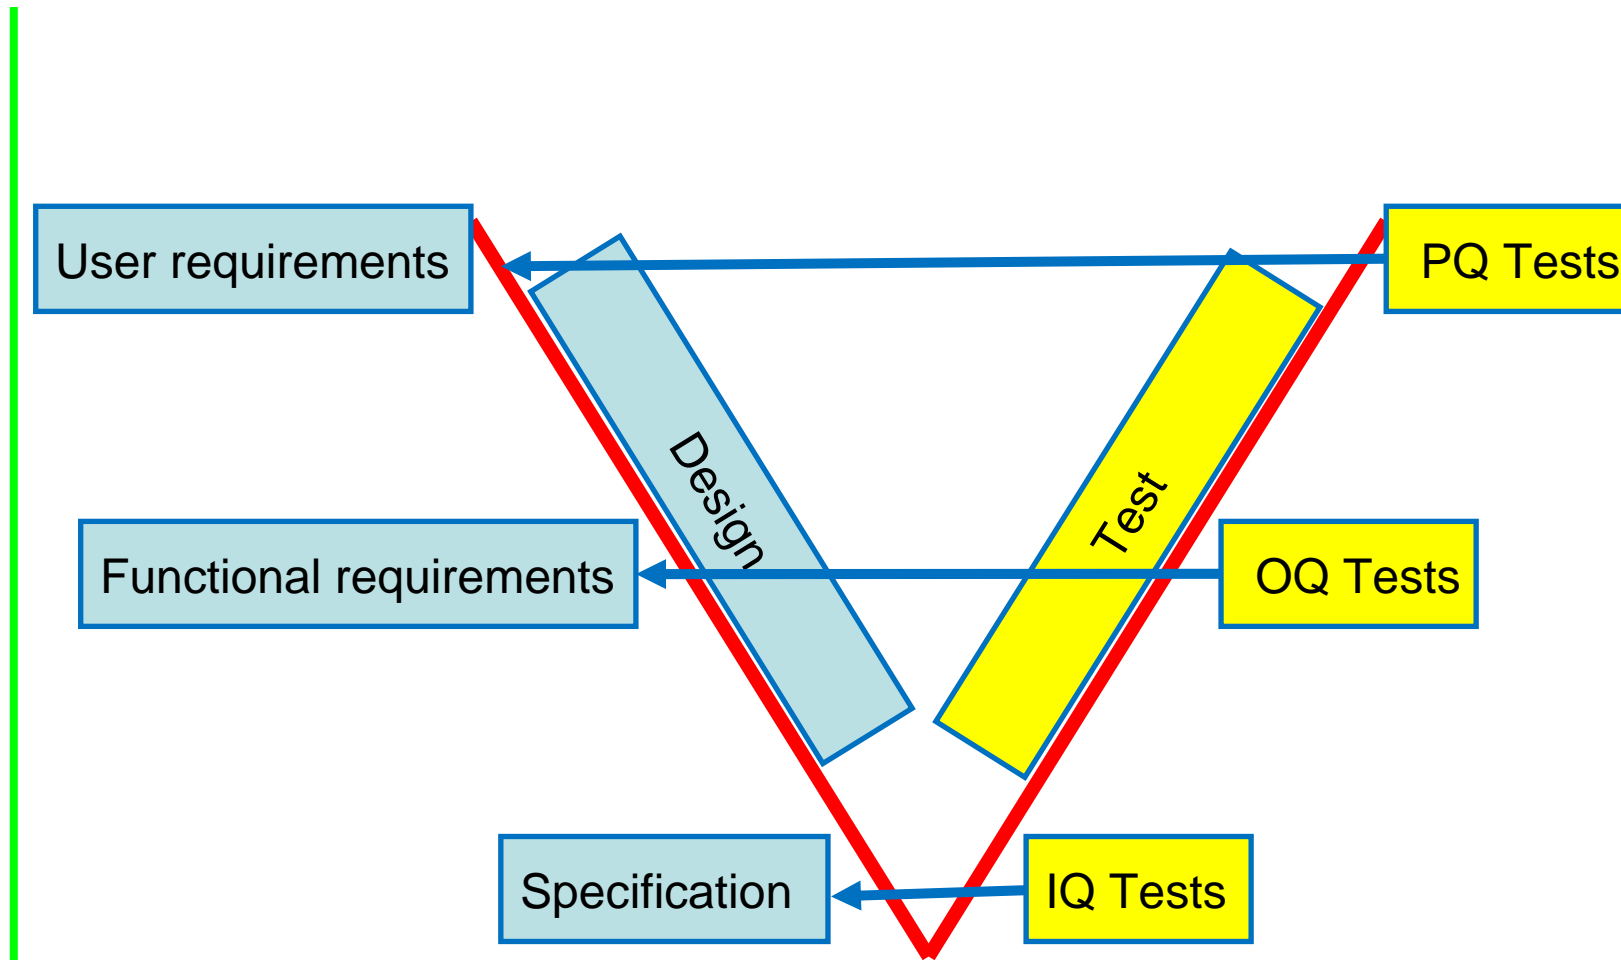 User requirements
PQ Tests
Design
Test
Functional requirements
OQ Tests
Specification
IQ Tests